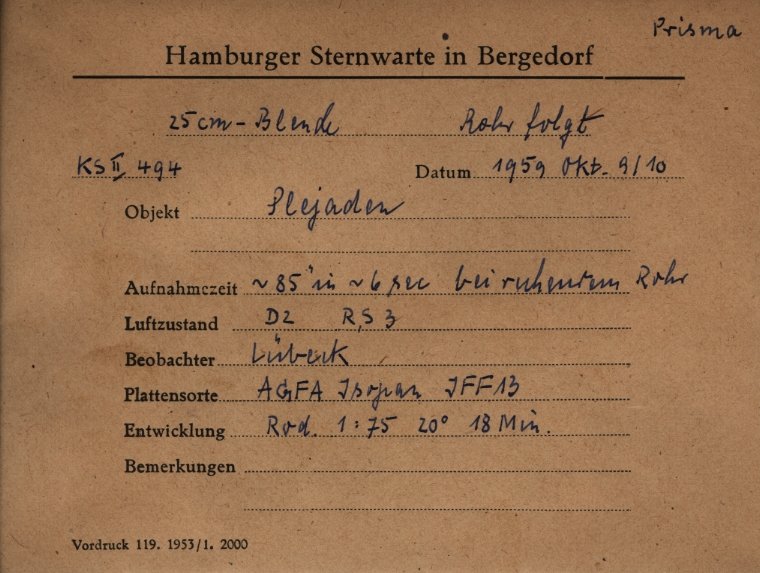 Prisma
Hamburger Sternwarte in Bergedorf
25cm-Blende Rohr folgt
KS II 494 Datum 1959 Okt. 9/10
Objekt Plejaden
Aufnahmezeit ~85" in ~6 sec bei ruhendem Rohr
Luftzustand D2 R,S 3
Beobachter Lübeck
Plattensorte AGFA Isopan IFF13
Entwicklung Rod. 1:75 20° 18 Min.
Bemerkungen
Vordruck 119. 1953/1. 2000